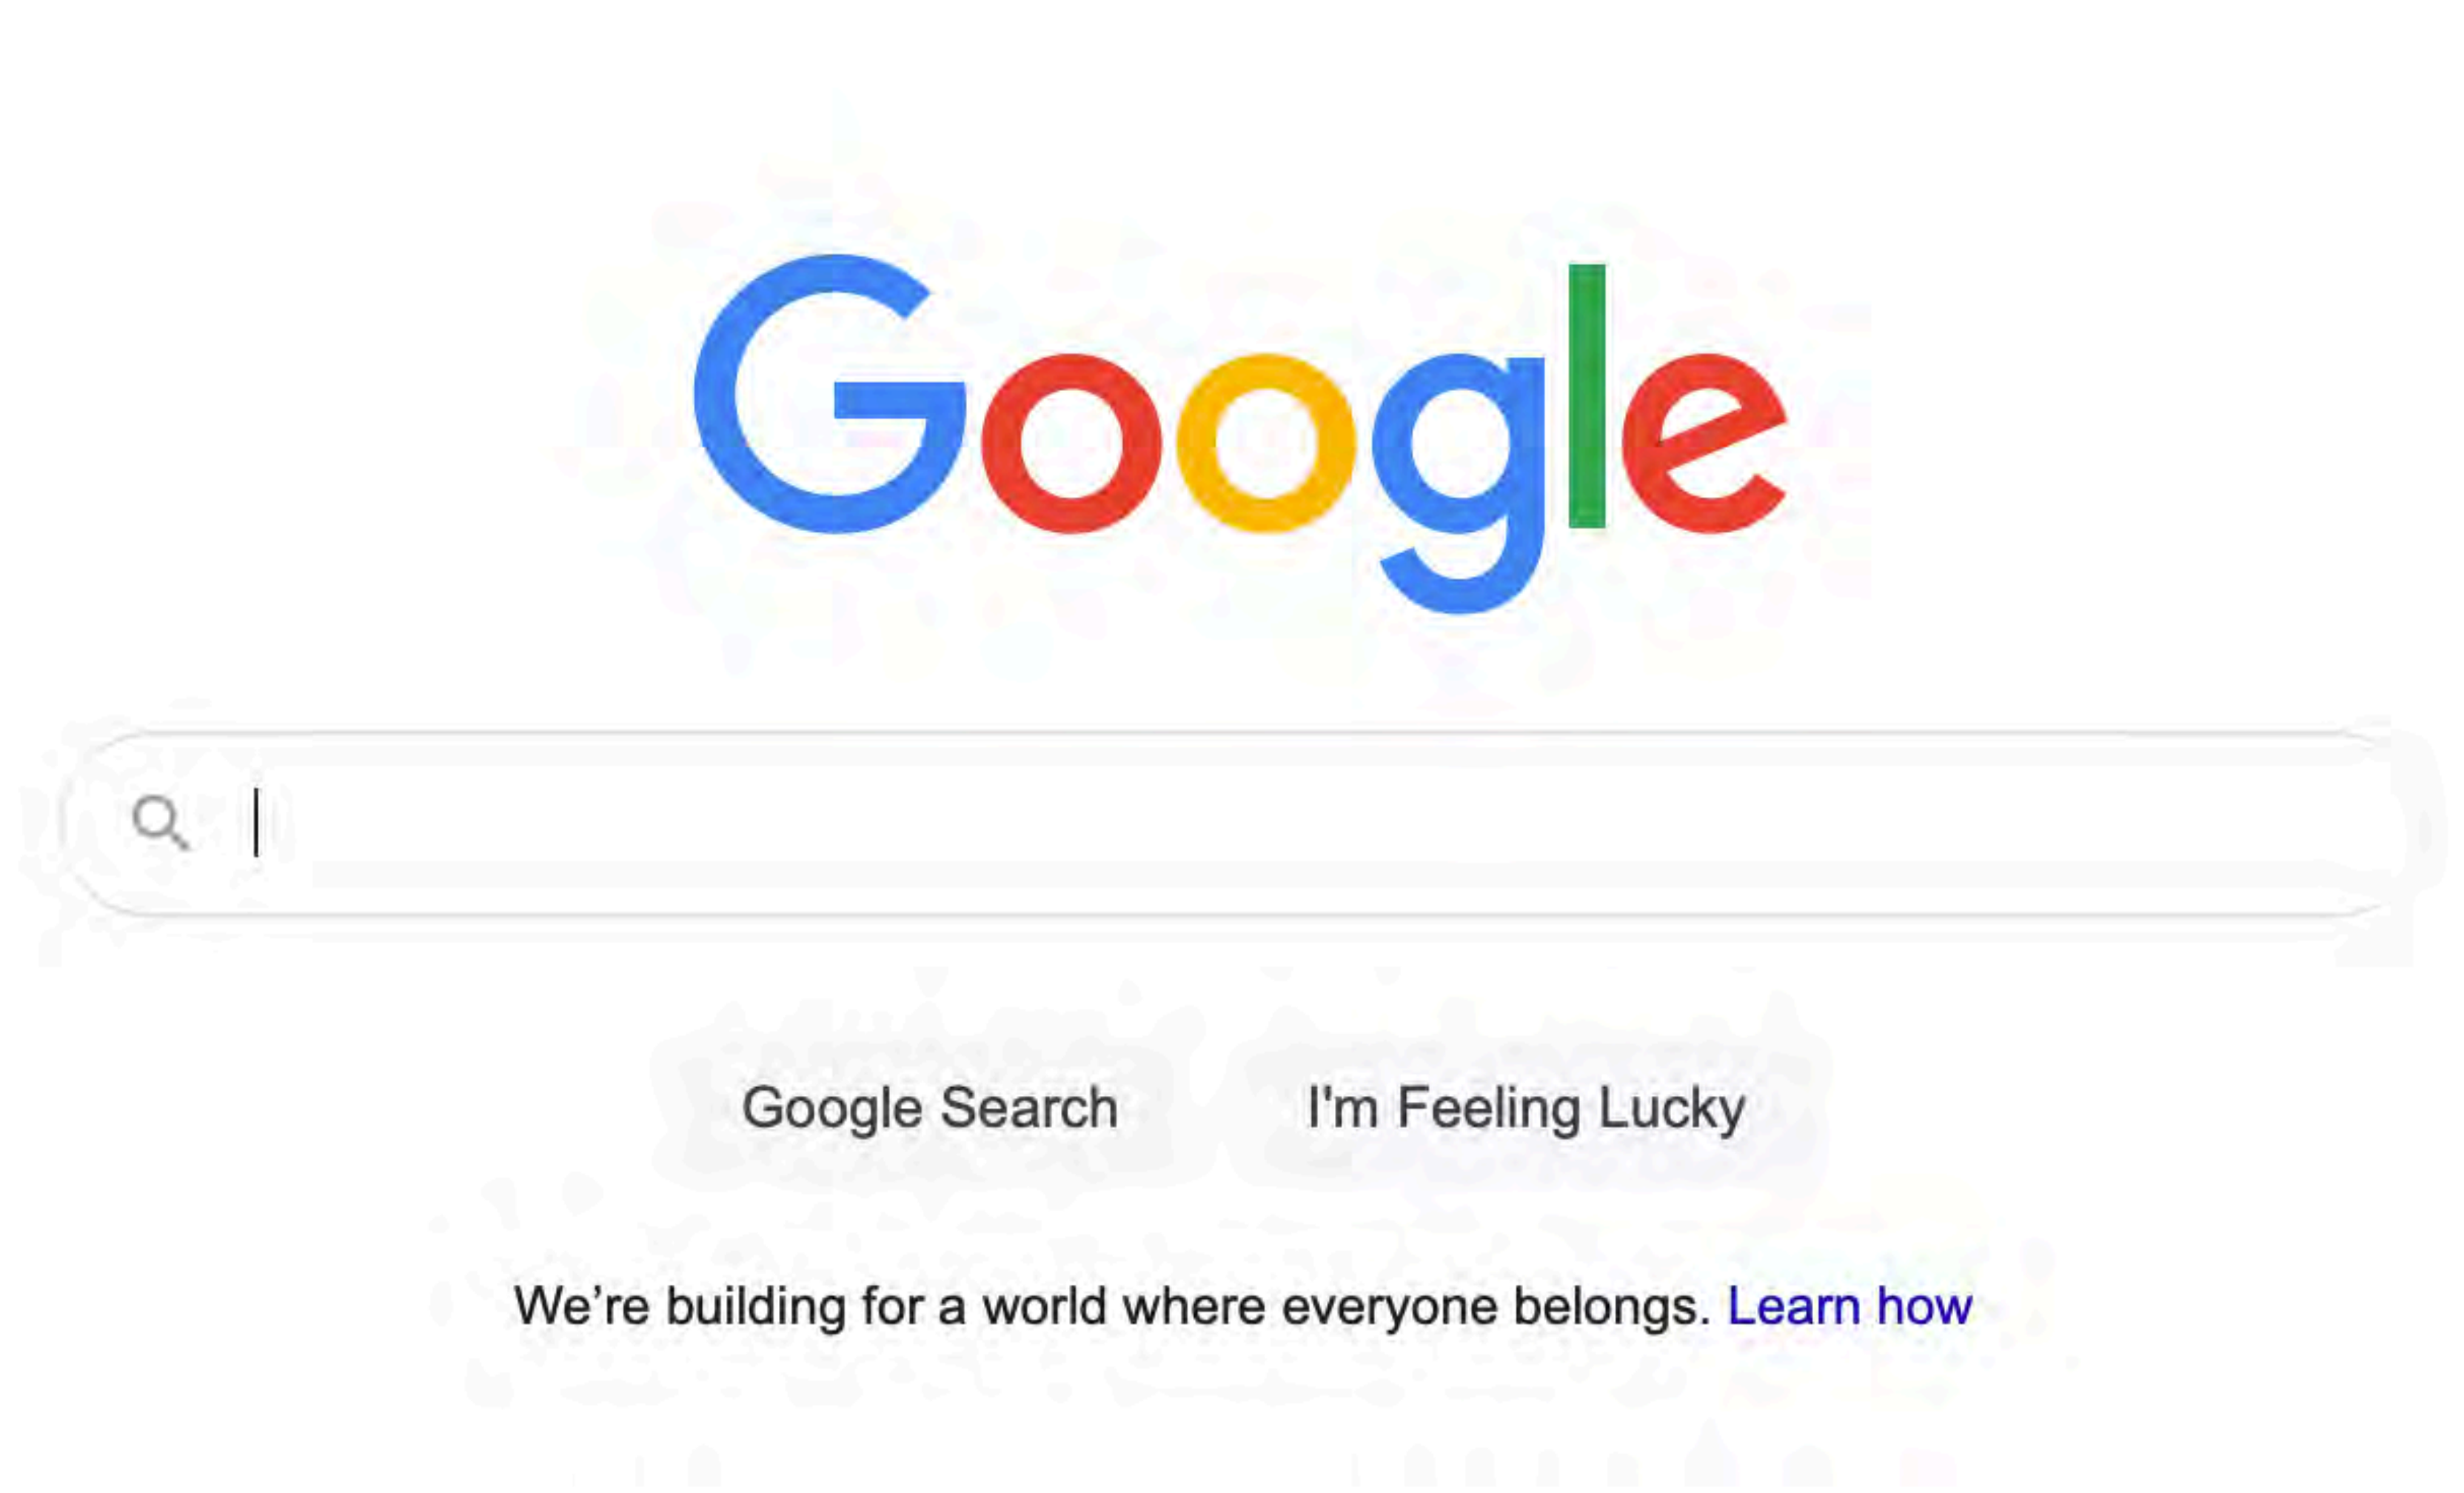 Google
Google Search
I'm Feeling Lucky
We’re building for a world where everyone belongs. Learn how